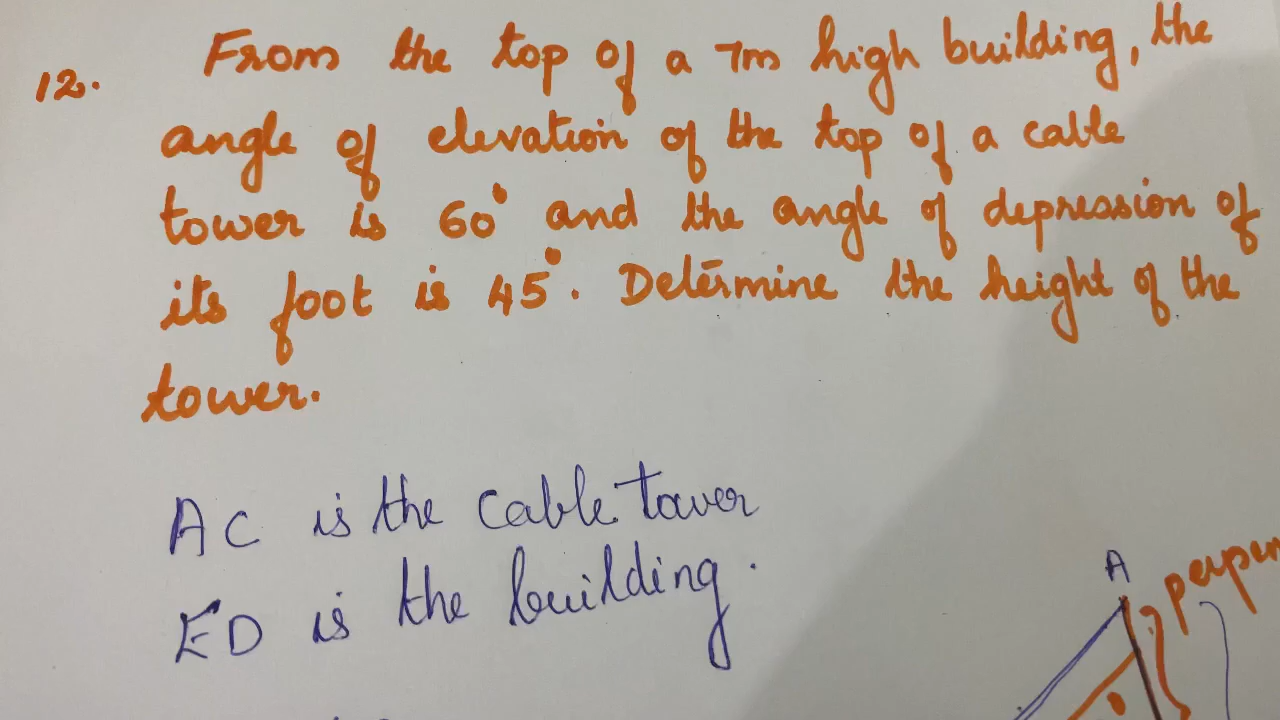 12. From the top of a 7m high building, the
angle of elevation of the top of a cable
tower is 60° and the angle of depression of
its foot is 45°. Determine the height of the
tower.
AC is the cable tower
ED is the building.
A